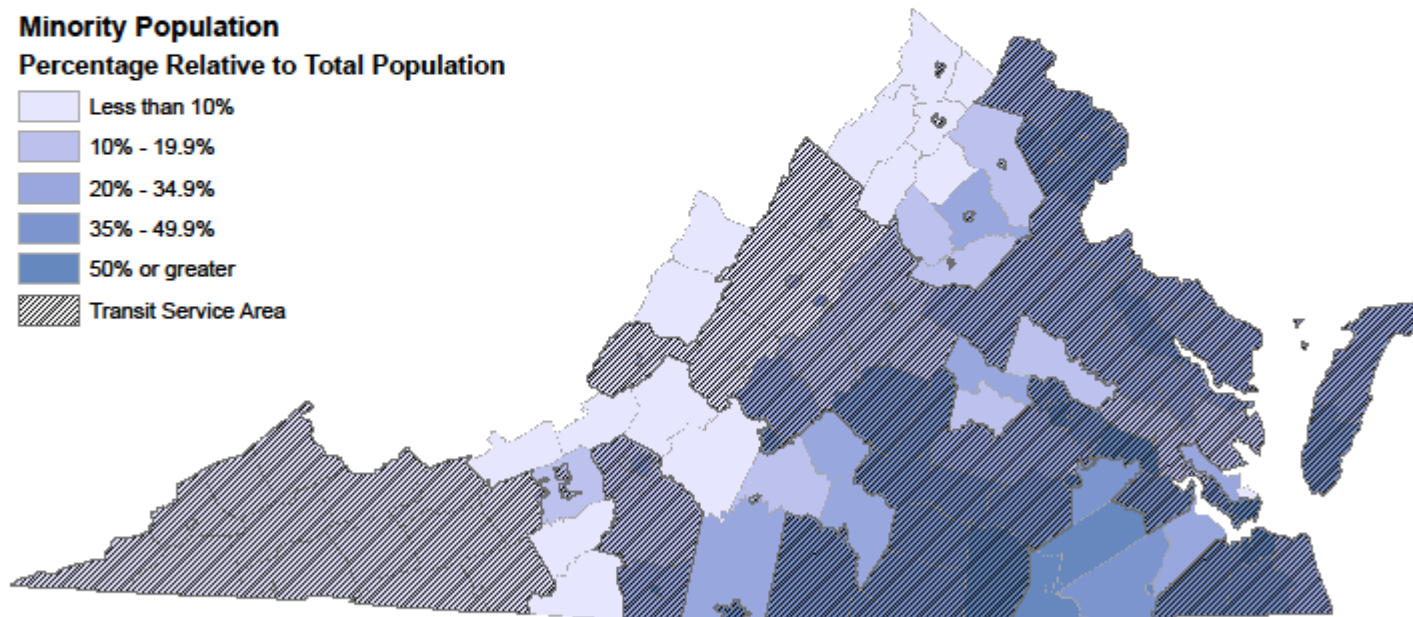 Minority Population
Percentage Relative to Total Population
Less than 10%
10% - 19.9%
20% - 34.9%
35% - 49.9%
50% or greater
Transit Service Area